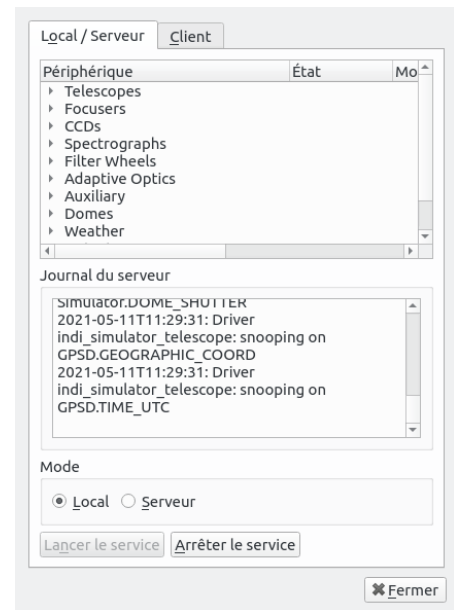 Local / Serveur Client
Périphérique État Mo
Telescopes
Focusers
CCDs
Spectrographs
Filter Wheels
Adaptive Optics
Auxiliary
Domes
Weather
Journal du serveur
Simulator.DOME_SHUTTER
2021-05-11T11:29:31: Driver
indi_simulator_telescope: snooping on
GPSD.GEOGRAPHIC_COORD
2021-05-11T11:29:31: Driver
indi_simulator_telescope: snooping on
GPSD.TIME_UTC
Mode
Local Serveur
Lancer le service Arrêter le service
Fermer